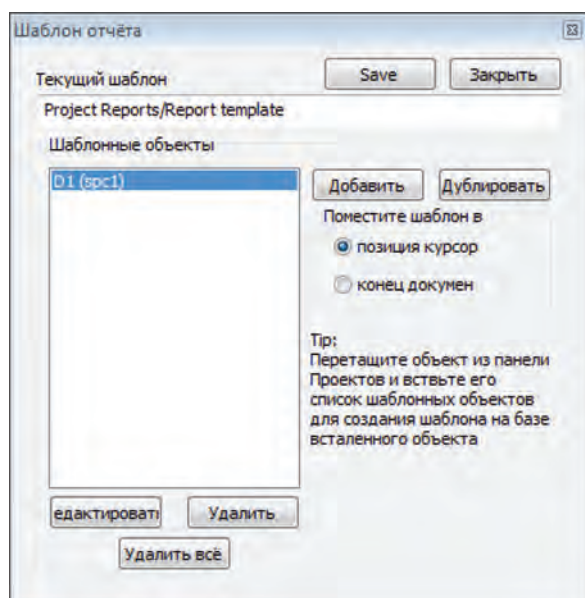 Шаблон отчёта
Текущий шаблон
Save
Закрыть
Project Reports/Report template
Шаблонные объекты
D1 (spc1)
Добавить
Дублировать
Поместите шаблон в
позиция курсор
конец докумен
Tip:
Перетащите объект из панели
Проектов и вствьте его
список шаблонных объектов
для создания шаблона на базе
всталенного объекта
едактироват
Удалить
Удалить всё